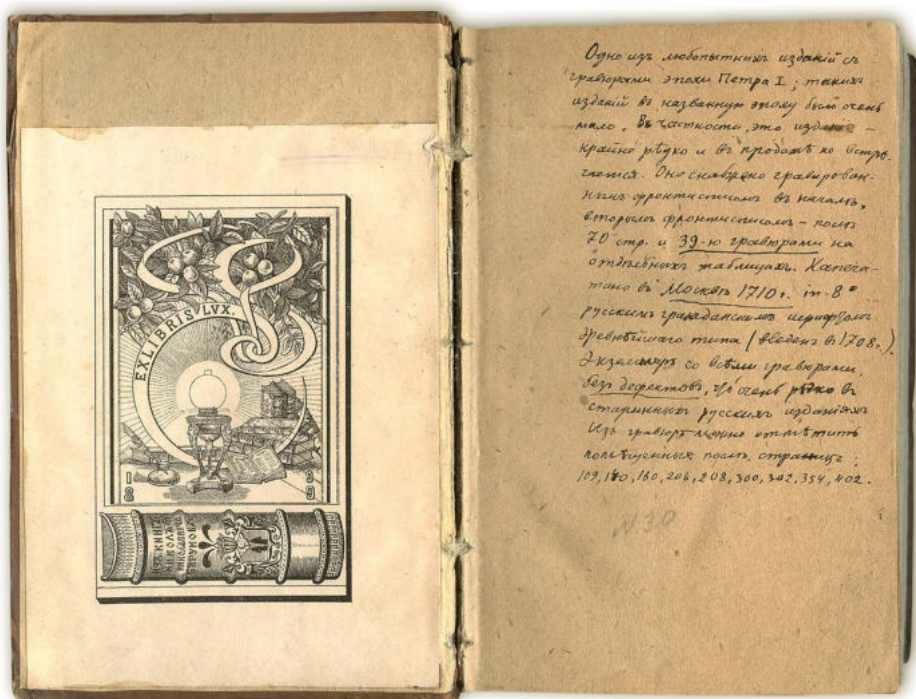 EX LIBRIS LVX.
18 99
ИЗЪ КНИГЪ
Одно изъ любопытныхъ изданій съ
гравюрами эпохи Петра I; такихъ
изданій въ названную эпоху было очень
мало. Въ частности, это изданіе –
крайне рѣдко и въ продажѣ не встрѣ-
чается. Оно снабжено гравирован-
нымъ фронтисписомъ въ началѣ,
вторымъ фронтисписомъ – послѣ
70 стр. и 39-ю гравюрами на
отдѣльныхъ таблицахъ. Напеча-
тано въ Москвѣ 1710 г. in-8°
русскимъ гражданскимъ шрифтомъ
древнѣйшаго типа (введенъ въ 1708 г.).
Экземпляръ со всѣми гравюрами,
безъ дефектовъ, что очень рѣдко въ
старинныхъ русскихъ изданіяхъ
Изъ гравюръ можно отмѣтить
помѣщенныя послѣ страницъ:
109, 160, 206, 208, 300, 302, 354, 402.
N 30